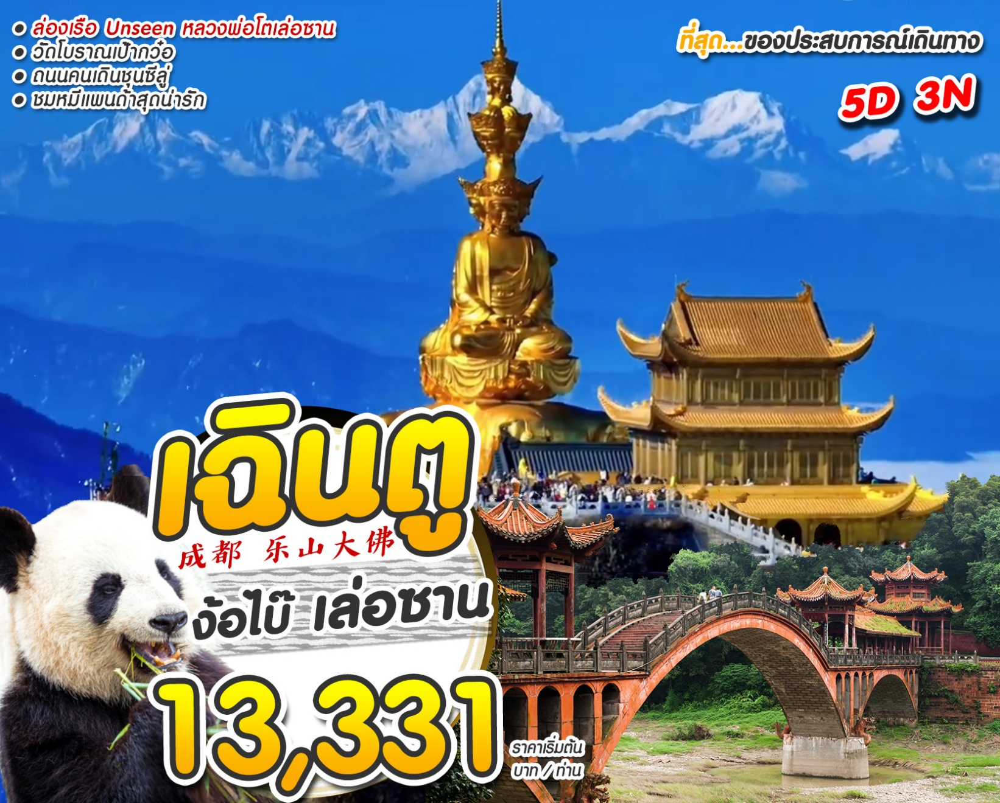 • ล่องเรือ Unseen หลวงพ่อโตเล่อซาน
• วัดโบราณเป้ากว๋อ
• ถนนคนเดินชุนซีลู่
• ชมหมีแพนด้าสุดน่ารัก
ที่สุด...ของประสบการณ์เดินทาง
5D 3N
เฉินตู
成都 乐山大佛
ง้อไบ๊ เล่อซาน
13,331
ราคาเริ่มต้น
บาท / ท่าน